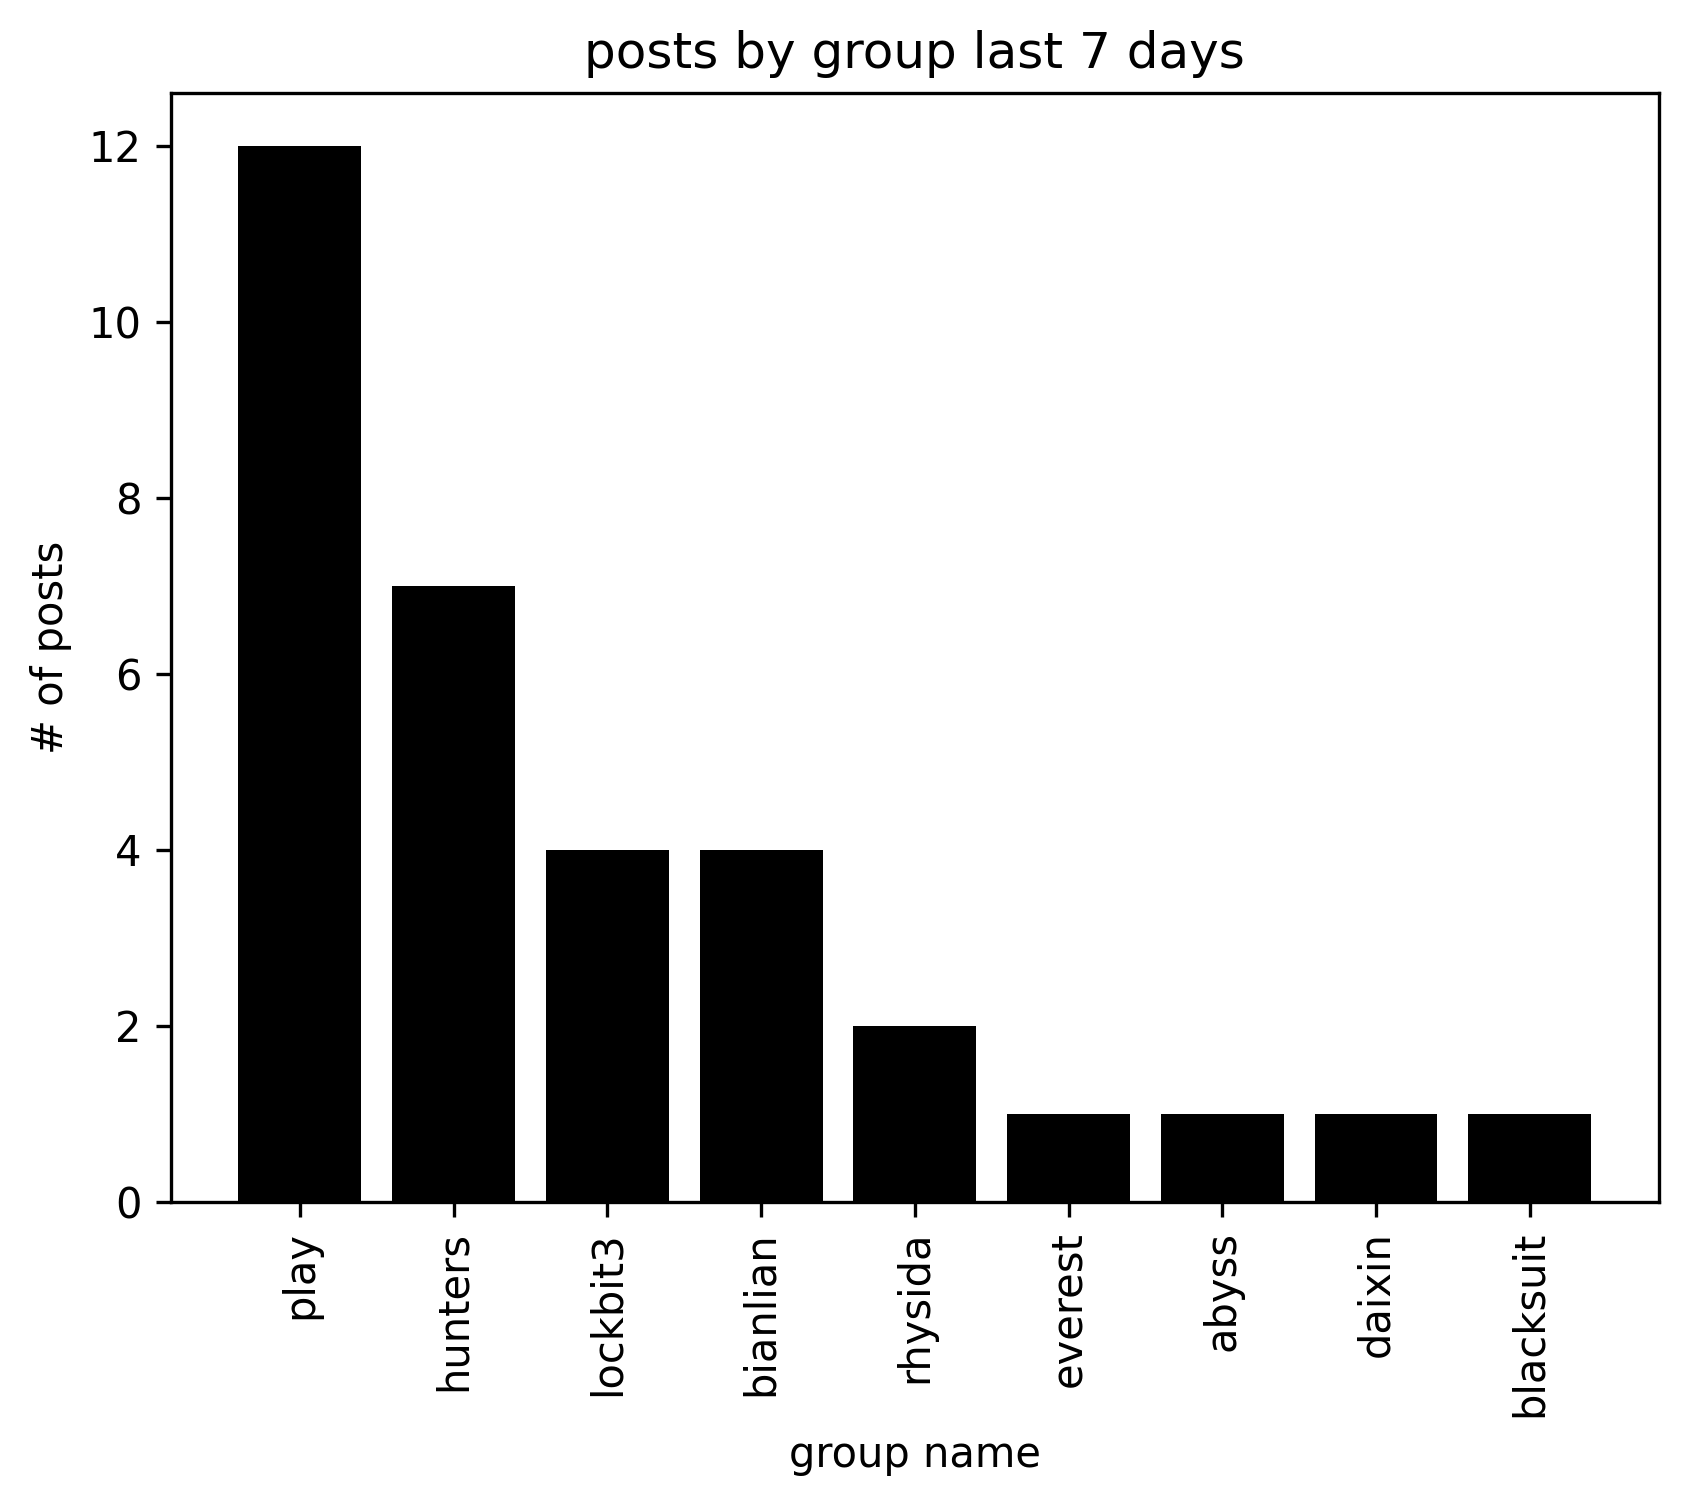 posts by group last 7 days
12
10
8
6
4
2
0
# of posts
play
hunters
lockbit3
bianlian
rhysida
everest
abyss
daixin
blacksuit
group name